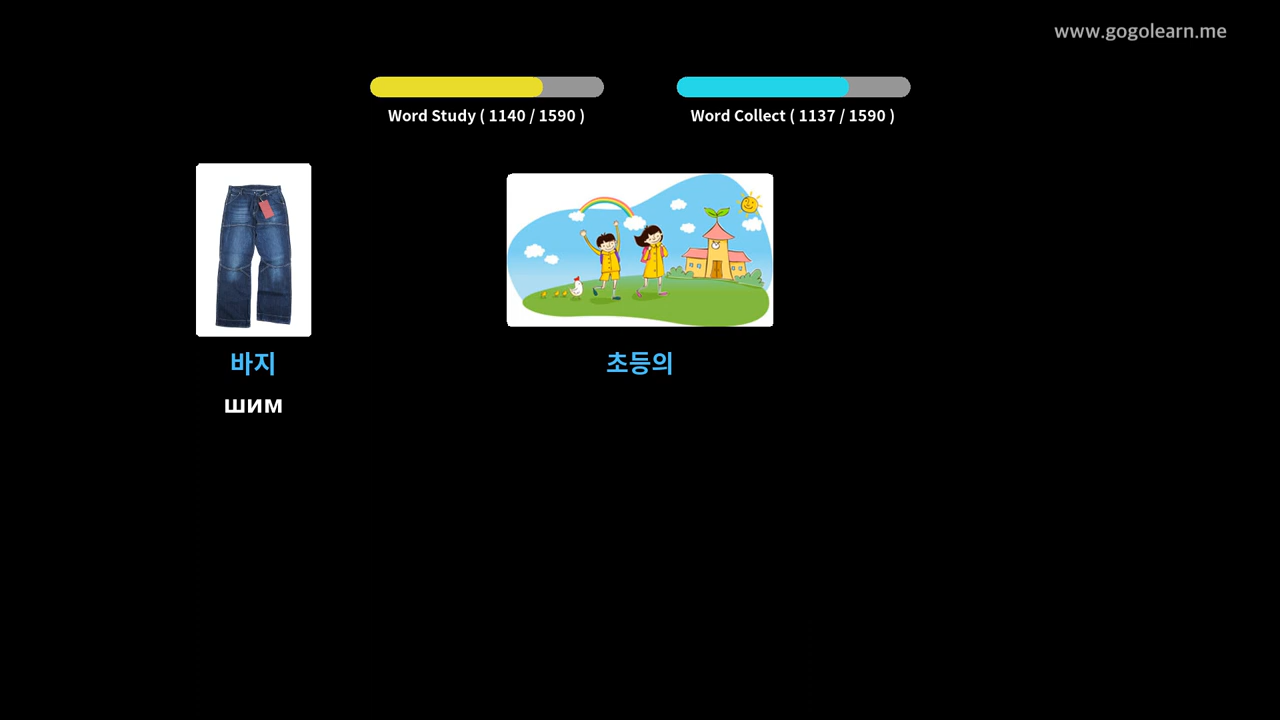 www.gogolearn.me
Word Study ( 1140 / 1590 )
Word Collect ( 1137 / 1590 )
바지
шим
초등의